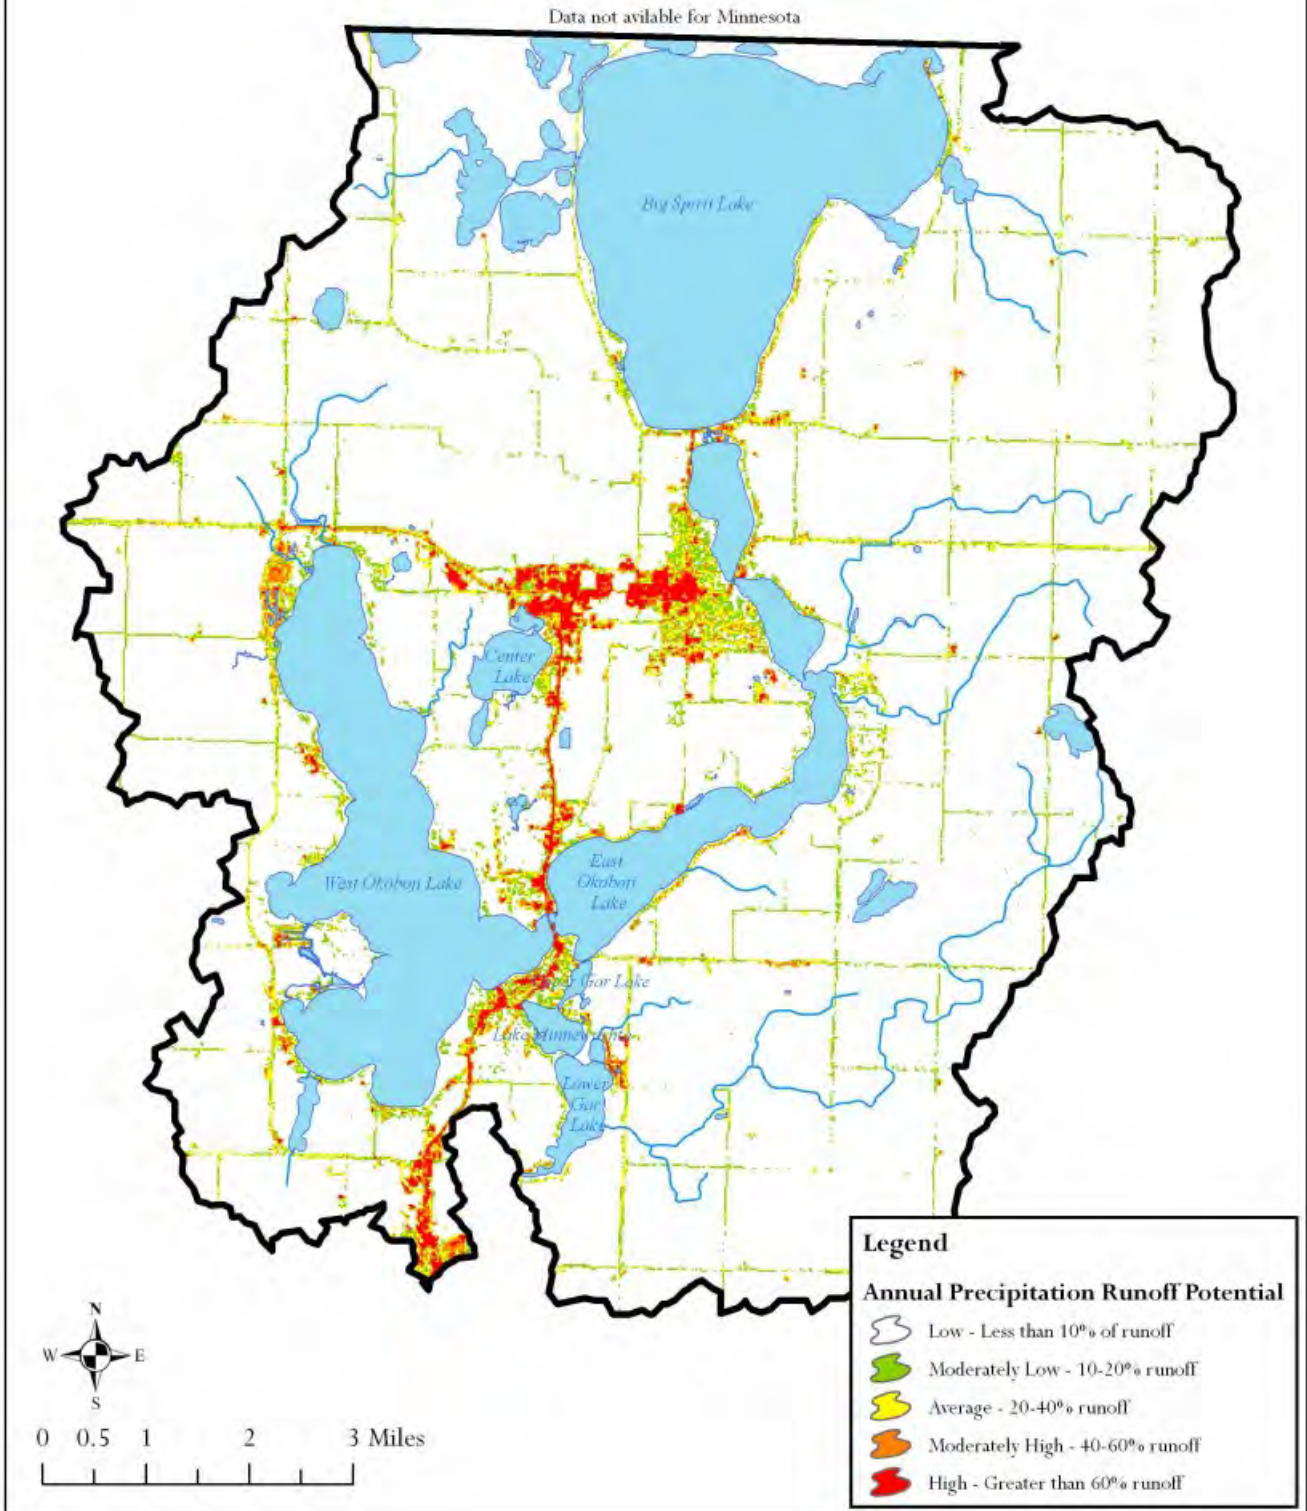 Data not avilable for Minnesota
Big Spirit Lake
Center
Lake
East
Okoboji
Lake
West Okoboji Lake
Gar Lake
Lake Minnewashta
Lower
Gar
Lake
Legend
Annual Precipitation Runoff Potential
Low - Less than 10% of runoff
Moderately Low - 10-20% runoff
Average - 20-40% runoff
Moderately High - 40-60% runoff
High - Greater than 60% runoff
N
W E
S
0 0.5 1 2 3 Miles